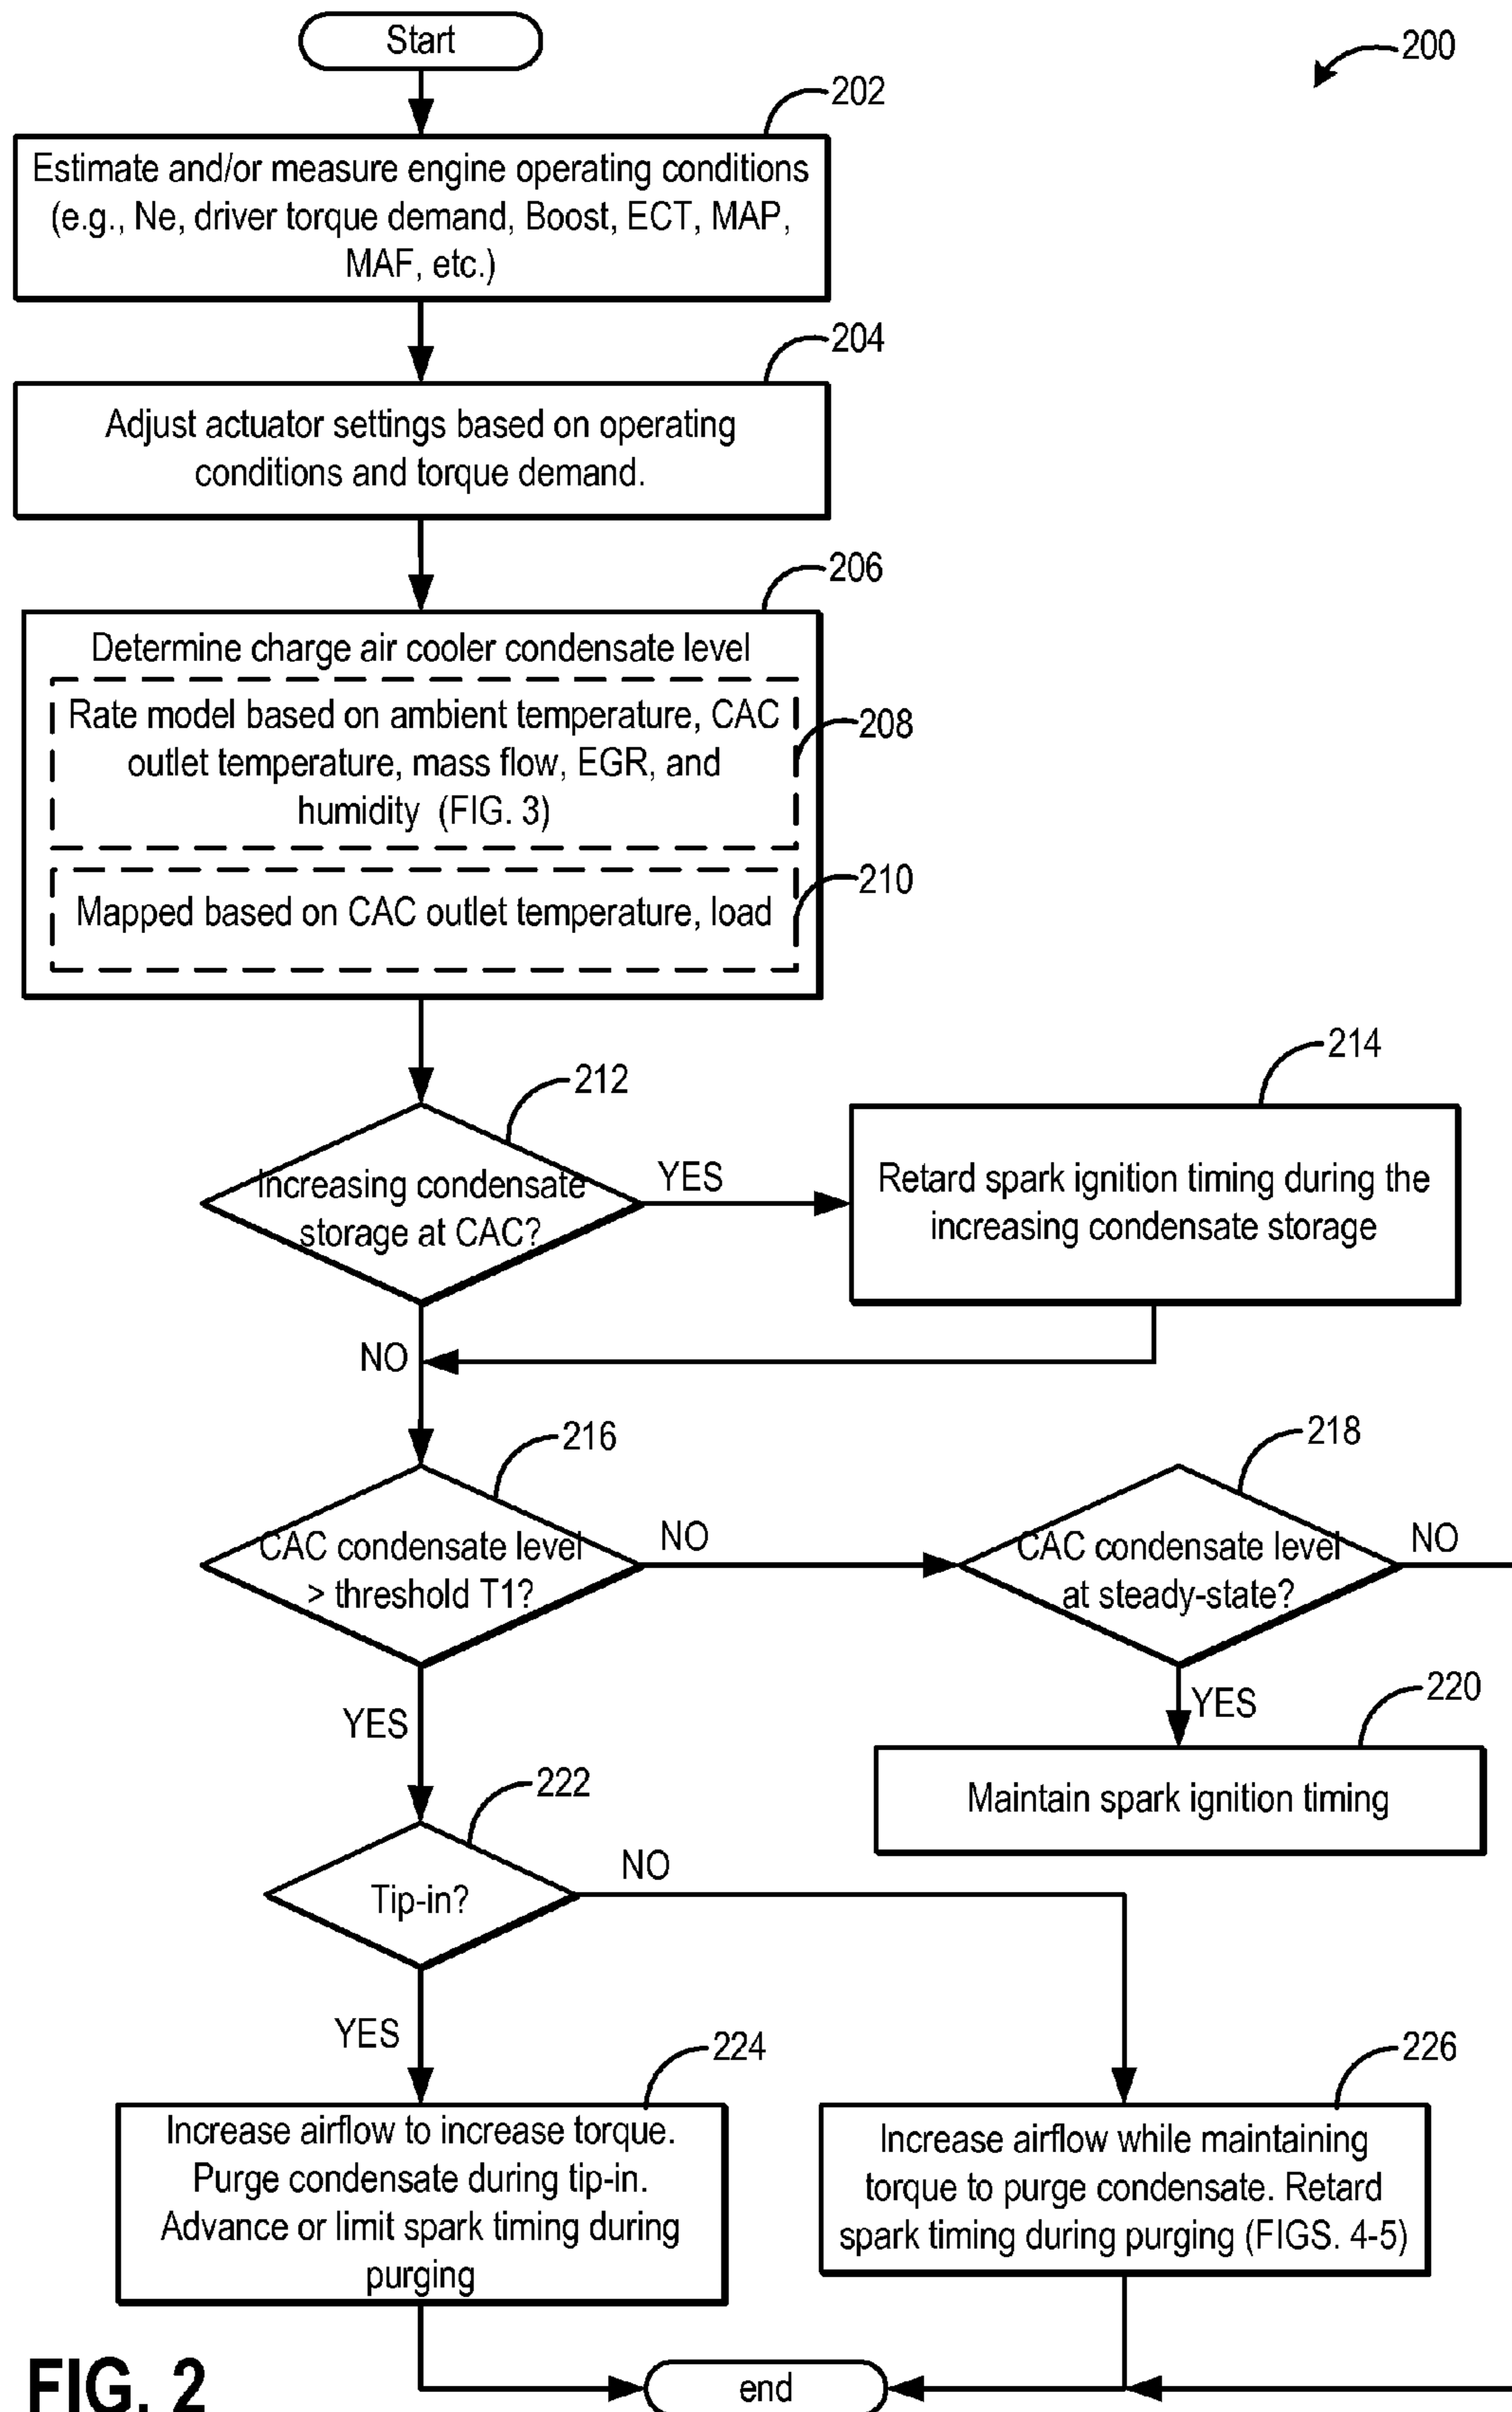 Start
200
202
Estimate and/or measure engine operating conditions
(e.g., Ne, driver torque demand, Boost, ECT, MAP,
MAF, etc.)
204
Adjust actuator settings based on operating
conditions and torque demand.
206
Determine charge air cooler condensate level
Rate model based on ambient temperature, CAC
outlet temperature, mass flow, EGR, and
humidity (FIG. 3)
208
210
Mapped based on CAC outlet temperature, load
212
Increasing condensate
storage at CAC?
YES
214
Retard spark ignition timing during the
increasing condensate storage
NO
216
CAC condensate level
> threshold T1?
NO
218
CAC condensate level
at steady-state?
NO
YES
220
Maintain spark ignition timing
YES
222
Tip-in?
NO
YES
224
Increase airflow to increase torque.
Purge condensate during tip-in.
Advance or limit spark timing during
purging
226
Increase airflow while maintaining
torque to purge condensate. Retard
spark timing during purging (FIGS. 4-5)
end
FIG. 2